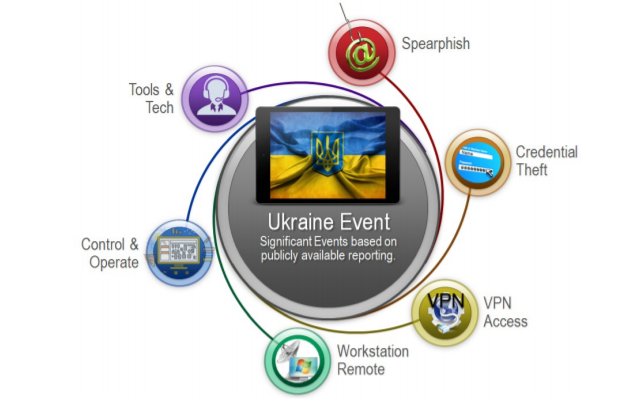 Spearphish
Tools &
Tech
Credential
Theft
Ukraine Event
Significant Events based on
publicly available reporting.
Control &
Operate
VPN
VPN
Access
Workstation
Remote